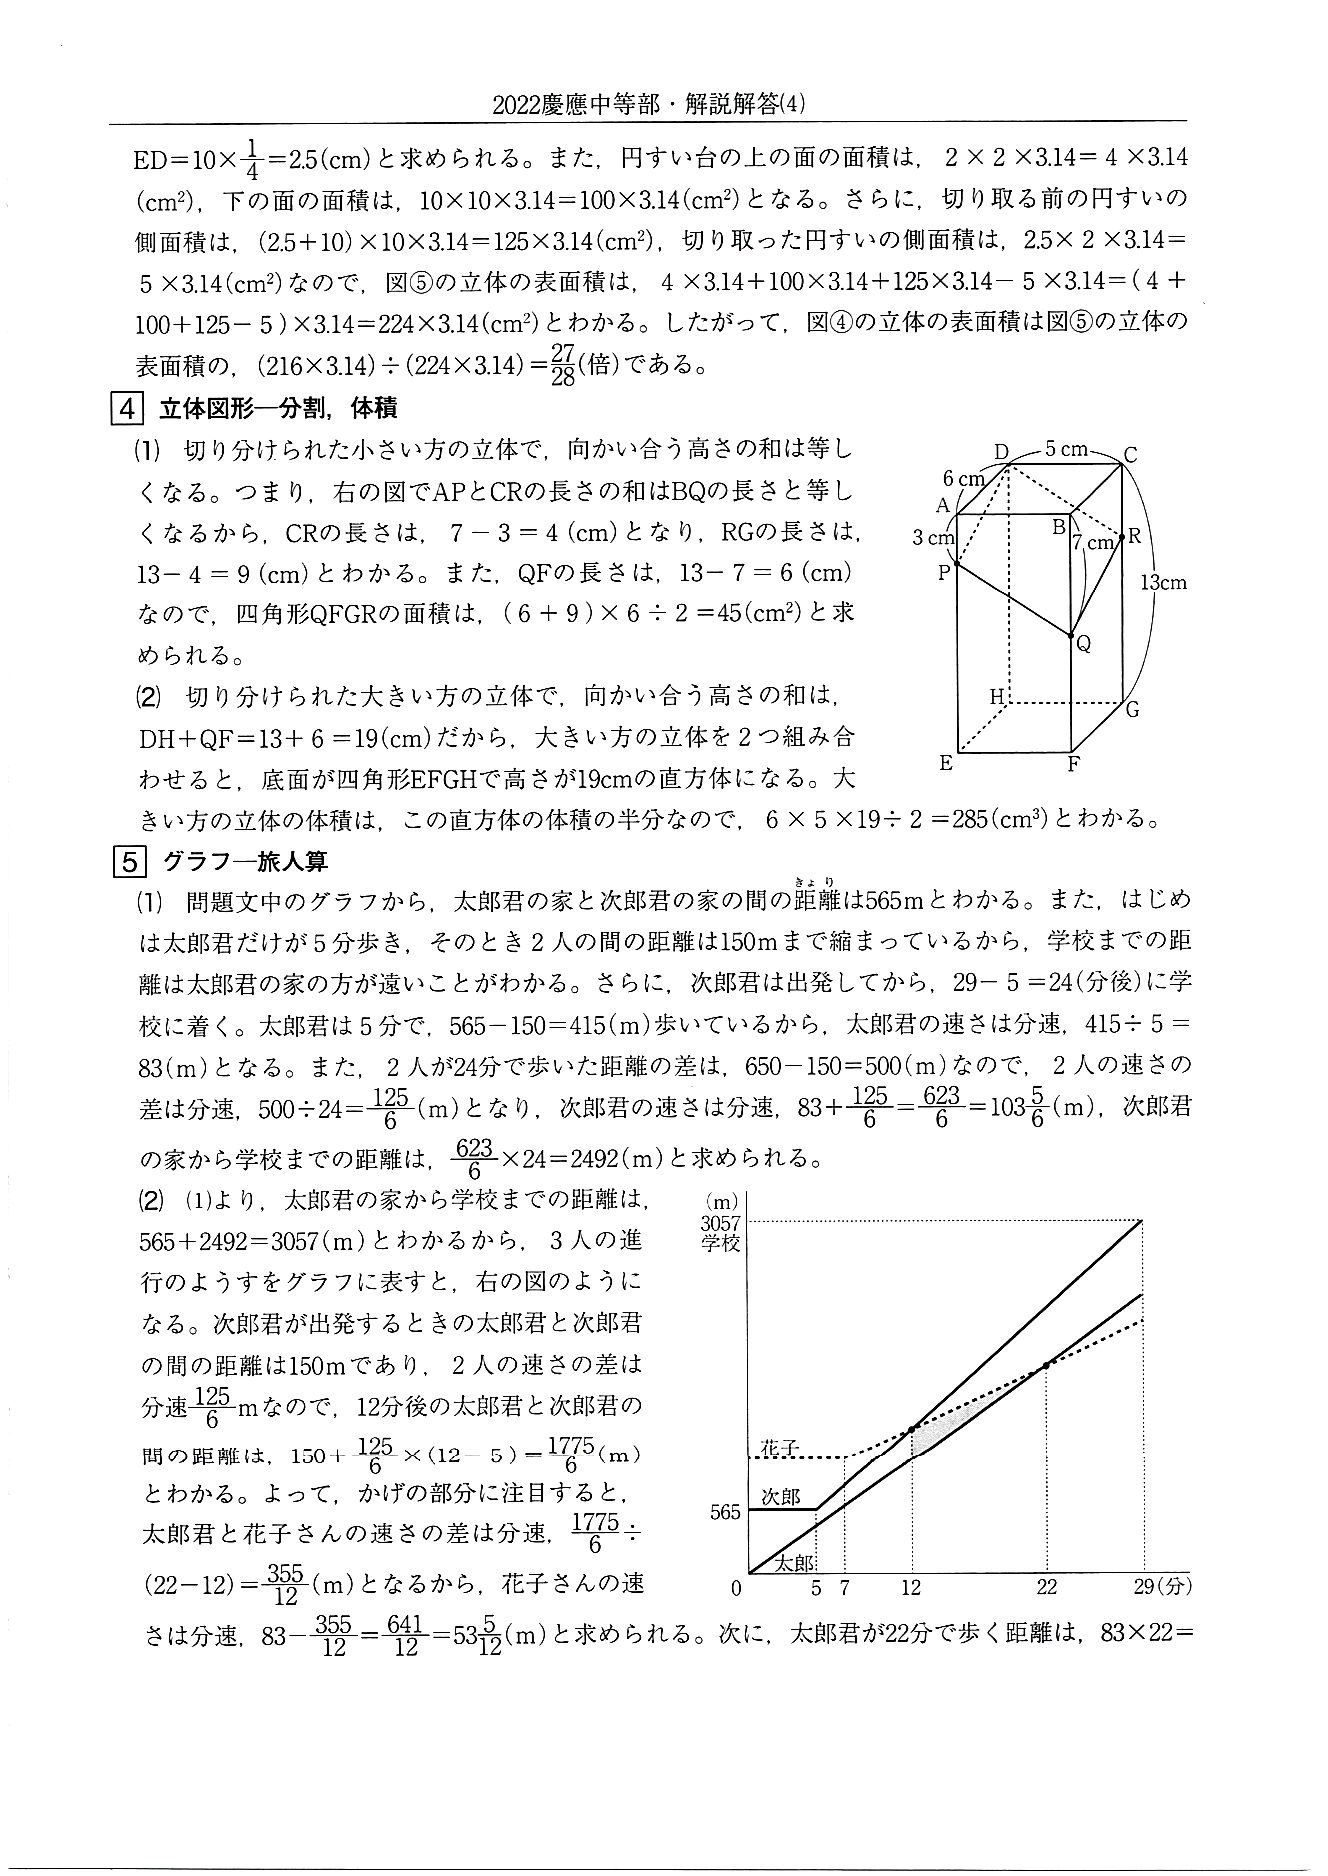 2022慶應中等部・解説解答(4)
ED=10×1/4=2.5(cm)と求められる。また，円すい台の上の面の面積は，2×2×3.14=4×3.14
(cm²)，下の面の面積は，10×10×3.14=100×3.14(cm²)となる。さらに，切り取る前の円すいの
側面積は，(2.5+10)×10×3.14=125×3.14(cm²)，切り取った円すいの側面積は，2.5×2×3.14=
5×3.14(cm²)なので，図⑤の立体の表面積は，4×3.14+100×3.14+125×3.14−5×3.14=(4+
100+125−5)×3.14=224×3.14(cm²)とわかる。したがって，図④の立体の表面積は図⑤の立体の
表面積の，(216×3.14)÷(224×3.14)=27/28(倍)である。
4 立体図形―分割，体積
(1) 切り分けられた小さい方の立体で，向かい合う高さの和は等し
くなる。つまり，右の図でAPとCRの長さの和はBQの長さと等し
くなるから，CRの長さは，7−3=4(cm)となり，RGの長さは，
13−4=9(cm)とわかる。また，QFの長さは，13−7=6(cm)
なので，四角形QFGRの面積は，(6+9)×6÷2=45(cm²)と求
められる。
(2) 切り分けられた大きい方の立体で，向かい合う高さの和は，
DH+QF=13+6=19(cm)だから，大きい方の立体を2つ組み合
わせると，底面が四角形EFGHで高さが19cmの直方体になる。大
きい方の立体の体積は，この直方体の体積の半分なので，6×5×19÷2=285(cm³)とわかる。
D 5cm C
6cm
A
B
3cm
7cm R
P
13cm
Q
H
G
E F
5 グラフ―旅人算
きょり
(1) 問題文中のグラフから，太郎君の家と次郎君の家の間の距離は565mとわかる。また，はじめ
は太郎君だけが5分歩き，そのとき2人の間の距離は150mまで縮まっているから，学校までの距
離は太郎君の家の方が遠いことがわかる。さらに，次郎君は出発してから，29−5=24(分後)に学
校に着く。太郎君は5分で，565−150=415(m)歩いているから，太郎君の速さは分速，415÷5=
83(m)となる。また，2人が24分で歩いた距離の差は，650−150=500(m)なので，2人の速さの
差は分速，500÷24=125/6(m)となり，次郎君の速さは分速，83+125/6=623/6=103 5/6(m)，次郎君
の家から学校までの距離は，623/6×24=2492(m)と求められる。
(2) (1)より，太郎君の家から学校までの距離は，
565+2492=3057(m)とわかるから，3人の進
行のようすをグラフに表すと，右の図のように
なる。次郎君が出発するときの太郎君と次郎君
の間の距離は150mであり，2人の速さの差は
分速125/6mなので，12分後の太郎君と次郎君の
間の距離は，150+125/6×(12−5)=1775/6(m)
とわかる。よって，かげの部分に注目すると，
太郎君と花子さんの速さの差は分速，1775/6÷
(22−12)=355/12(m)となるから，花子さんの速
さは分速，83−355/12=641/12=53 5/12(m)と求められる。次に，太郎君が22分で歩く距離は，83×22=
(m)
3057
学校
花子
次郎
565
太郎
0 5 7 12 22 29(分)